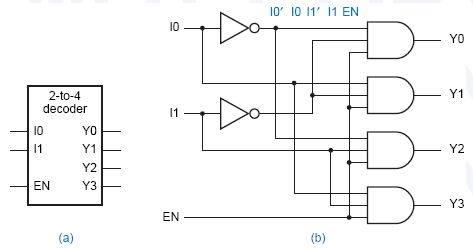 I0′ I0 I1′ I1 EN
I0
Y0
2-to-4
decoder
I0 Y0
I1 Y1
Y2
EN Y3
Y1
I1
Y2
Y3
EN
(a)
(b)